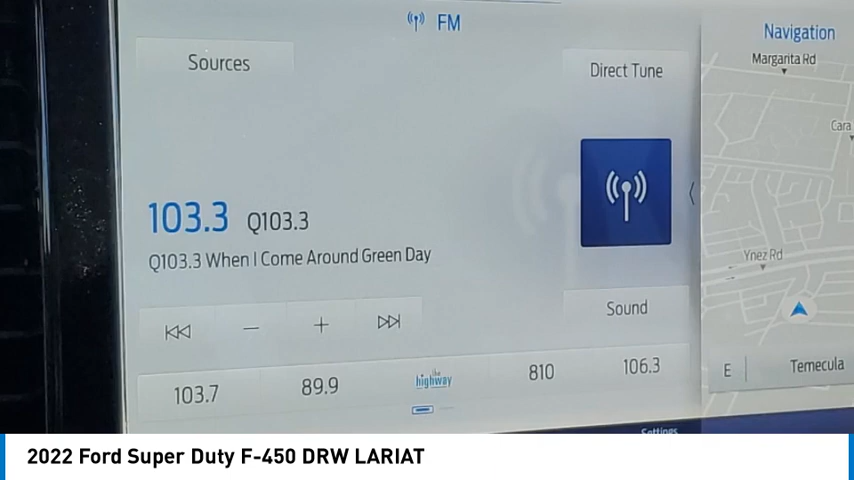 FM
Navigation
Sources
Direct Tune
Margarita Rd
Cara
103.3 Q103.3
Q103.3 When I Come Around Green Day
Ynez Rd
Sound
103.7 89.9 the highway 810 106.3
E Temecula
Settings
2022 Ford Super Duty F-450 DRW LARIAT